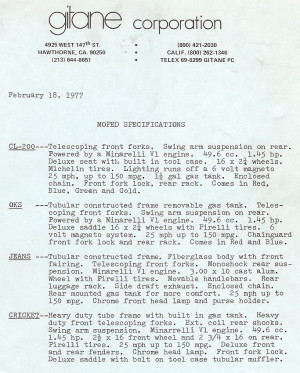 gitane corporation
4925 WEST 147th ST. • (800) 421-2030
HAWTHORNE, CA. 90250 • CALIF. (800) 262-1346
(213) 644-8651 • TELEX 69-8299 GITANE PC
February 18, 1977
MOPED SPECIFICATIONS
CL-200---Telescoping front forks. Swing arm suspension on rear.
Powered by a Minarelli V1 engine. 49.6 cc. 1.45 hp.
Deluxe seat with built in tool case. 16 x 2¼ wheels.
Michelin tires. Lighting runs off a 6 volt magneto
25 mph, up to 150 mpg. 1¼ gal gas tank. Enclosed
chain. Front fork lock, rear rack. Comes in Red,
Blue, Green and Gold.
OKS ---Tubular constructed frame removable gas tank. Teles-
coping front forks. Swing arm suspension on rear.
Powered by a Minarelli V1 engine. 49.6 cc. 1.45 hp.
Deluxe saddle 16 x 2¼ wheels with Pirelli tires. 6
volt magneto system. 25 mph up to 150 mpg. Chainguard
front fork lock and rear rack. Comes in Red and Blue.
JEANS---Tubular constructed frame. Fiberglass body with front
fairing. Telescoping front forks. Monoshock rear sus-
pension. Minarelli V1 engine. 3.00 x 10 cast alum.
Wheel with Pirelli tires. Movable handlebars. Rear
luggage rack. Side draft exhaust. Enclosed chain.
Rear mounted gas tank for more comfort. 25 mph up to
150 mpg. Chrome front head lamp and purse holder.
CRICKET--Heavy duty tube frame with built in gas tank. Heavy
duty front telescoping forks. Ext. coil rear shocks.
Swing arm suspension. Minarrelli V1 engine. 49.6 cc.
1.45 hp. 2½ x 16 front wheel and 2 3/4 x 16 on rear.
Pirelli tires. 25 mph up to 150 mpg. Deluxe front
and rear fenders. Chrome head lamp. Front fork lock.
Deluxe saddle with bolt on tool case tubular muffler.